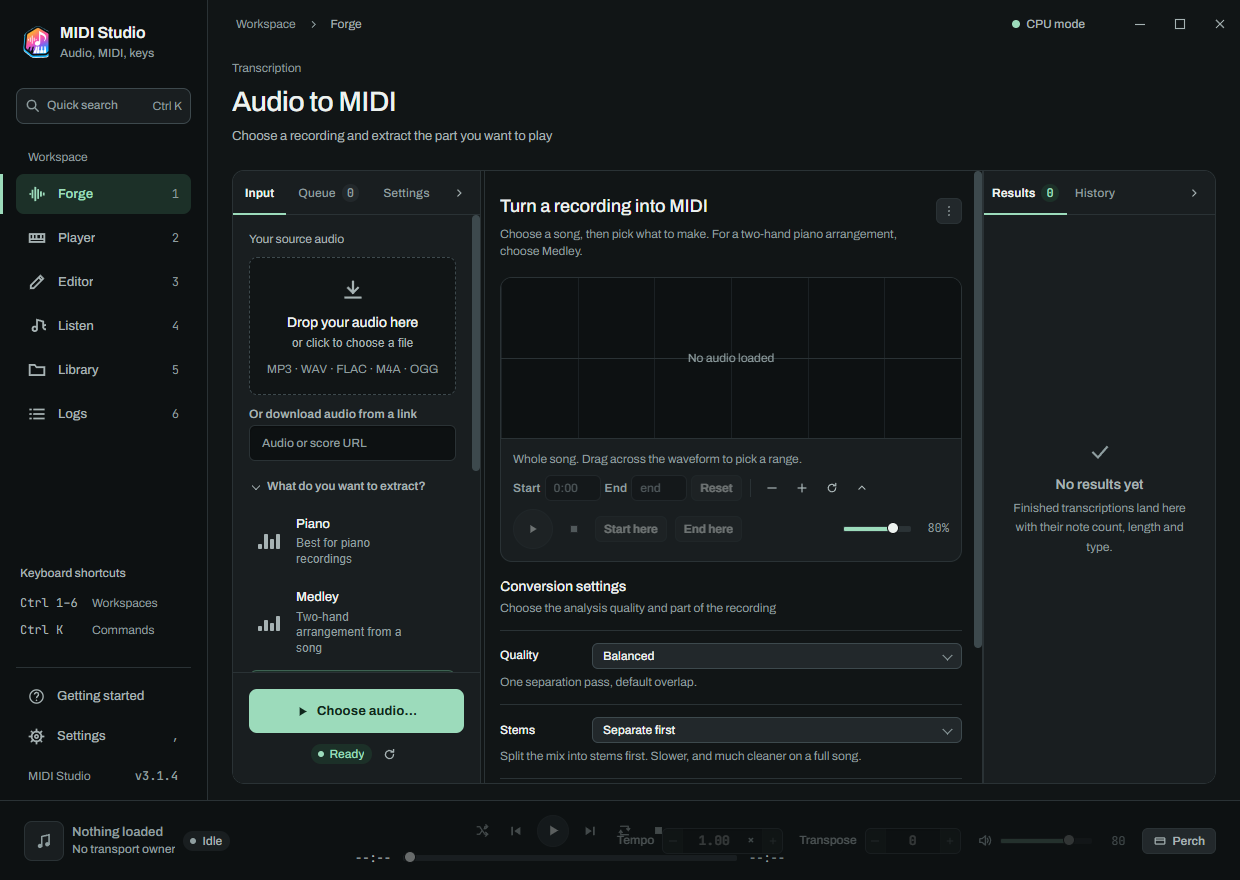 MIDI Studio
Audio, MIDI, keys
Quick search Ctrl K
Workspace
Forge 1
Player 2
Editor 3
Listen 4
Library 5
Logs 6
Keyboard shortcuts
Ctrl 1-6 Workspaces
Ctrl K Commands
Getting started
Settings ,
MIDI Studio v3.1.4
Workspace > Forge
CPU mode
Transcription
Audio to MIDI
Choose a recording and extract the part you want to play
Input Queue 0 Settings
Your source audio
Drop your audio here
or click to choose a file
MP3 · WAV · FLAC · M4A · OGG
Or download audio from a link
Audio or score URL
What do you want to extract?
Piano
Best for piano
recordings
Medley
Two-hand
arrangement from a
song
Choose audio...
Ready
Turn a recording into MIDI
Choose a song, then pick what to make. For a two-hand piano arrangement,
choose Medley.
No audio loaded
Whole song. Drag across the waveform to pick a range.
Start 0:00 End end Reset
Start here End here 80%
Conversion settings
Choose the analysis quality and part of the recording
Quality Balanced
One separation pass, default overlap.
Stems Separate first
Split the mix into stems first. Slower, and much cleaner on a full song.
Results 0 History
No results yet
Finished transcriptions land here
with their note count, length and
type.
Nothing loaded
No transport owner
Idle
--:-- --:--
Tempo − 1.00 × +
Transpose − 0 +
80
Perch